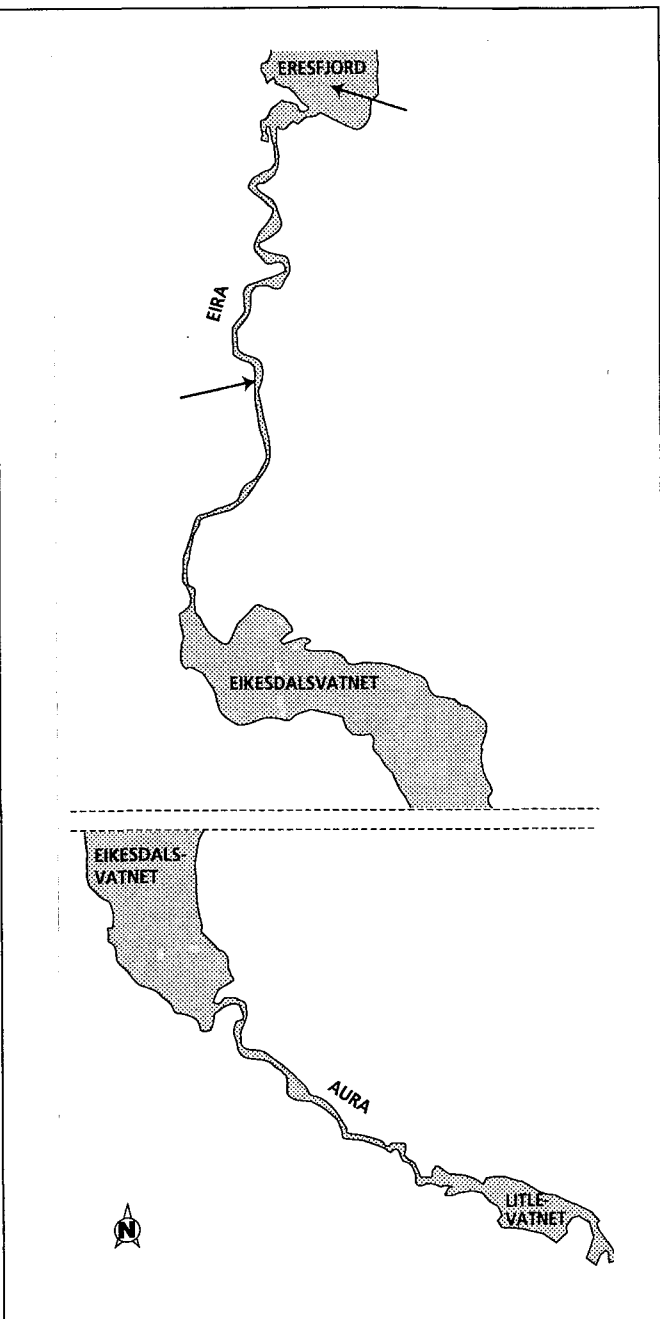 ERESFJORD
EIRA
EIKESDALSVATNET
EIKESDALS-
VATNET
AURA
LITLE-
VATNET
N